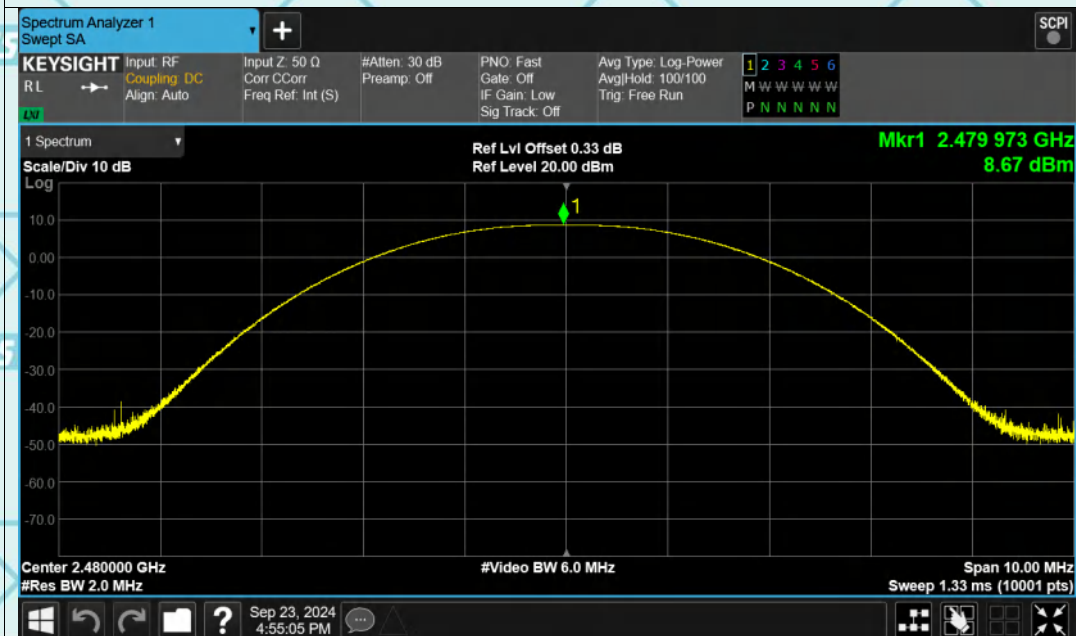 Spectrum Analyzer 1
Swept SA
+
SCPI
KEYSIGHT
R L
LXI
Input: RF
Coupling: DC
Align: Auto
Input Z: 50 Ω
Corr CCorr
Freq Ref: Int (S)
#Atten: 30 dB
Preamp: Off
PNO: Fast
Gate: Off
IF Gain: Low
Sig Track: Off
Avg Type: Log-Power
Avg|Hold: 100/100
Trig: Free Run
1 2 3 4 5 6
M W W W W W
P N N N N N
1 Spectrum
Scale/Div 10 dB
Log
Ref Lvl Offset 0.33 dB
Ref Level 20.00 dBm
Mkr1 2.479 973 GHz
8.67 dBm
1
10.0
0.00
-10.0
-20.0
-30.0
-40.0
-50.0
-60.0
-70.0
Center 2.480000 GHz
#Res BW 2.0 MHz
#Video BW 6.0 MHz
Span 10.00 MHz
Sweep 1.33 ms (10001 pts)
?
Sep 23, 2024
4:55:05 PM